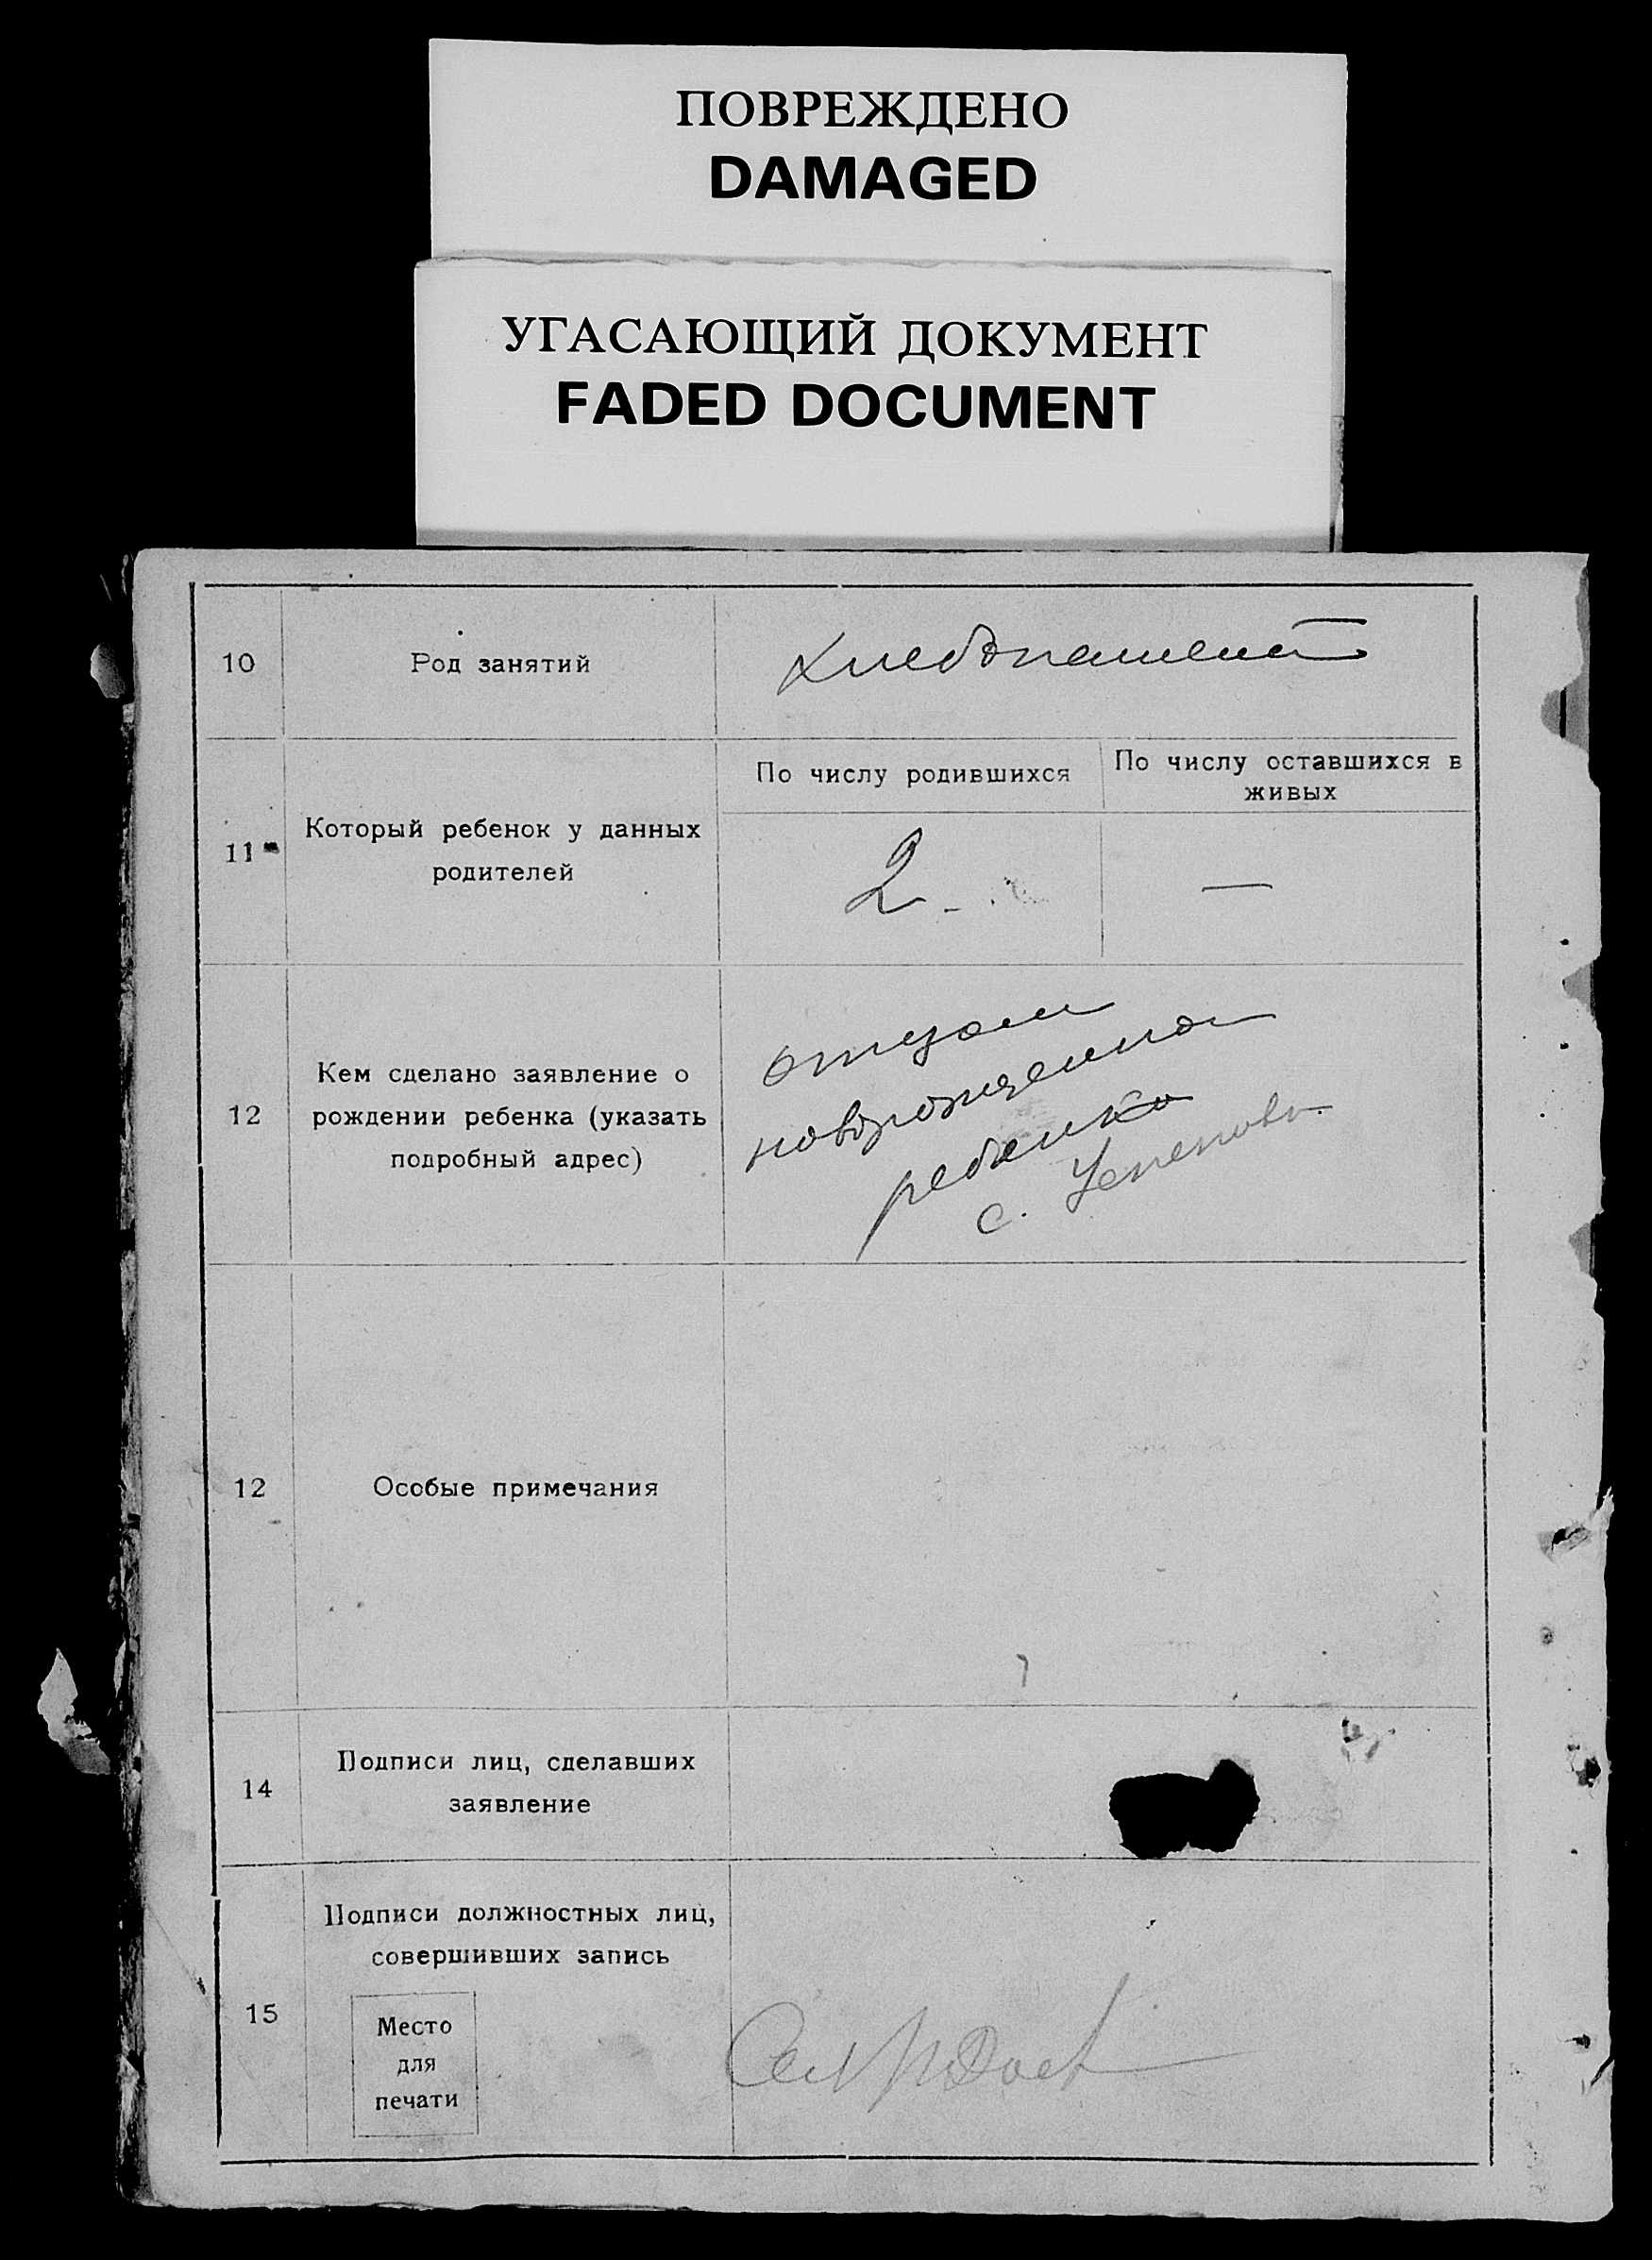 ПОВРЕЖДЕНО
DAMAGED
УГАСАЮЩИЙ ДОКУМЕНТ
FADED DOCUMENT
10
Род занятий
хлебопашест
11
Который ребенок у данных
родителей
По числу родившихся
2 -
По числу оставшихся в
живых
—
12
Кем сделано заявление о
рождении ребенка (указать
подробный адрес)
отцом
новорожденно
ребенка
с.
12
Особые примечания
14
Подписи лиц, сделавших
заявление
15
Подписи должностных лиц,
совершивших запись
Место
для
печати